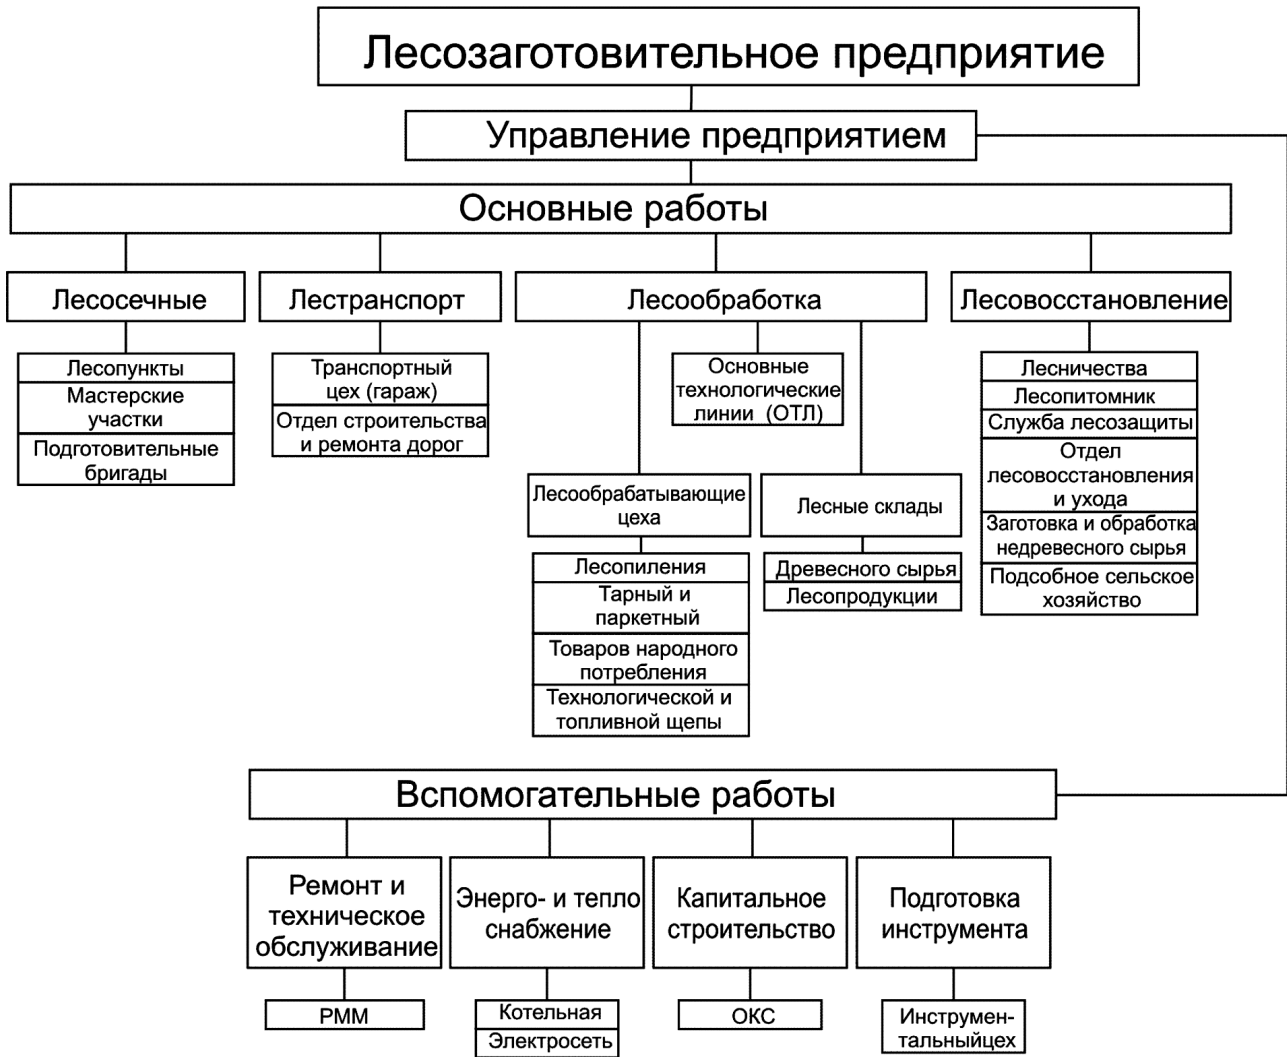 Лесозаготовительное предприятие
Управление предприятием
Основные работы
Лесосечные
Лестранспорт
Лесообработка
Лесовосстановление
Лесопункты
Мастерские
участки
Подготовительные
бригады
Транспортный
цех (гараж)
Отдел строительства
и ремонта дорог
Основные
технологические
линии (ОТЛ)
Лесообрабатывающие
цеха
Лесопиления
Тарный и
паркетный
Товаров народного
потребления
Технологической и
топливной щепы
Лесные склады
Древесного сырья
Лесопродукции
Лесничества
Лесопитомник
Служба лесозащиты
Отдел
лесовосстановления
и ухода
Заготовка и обработка
недревесного сырья
Подсобное сельское
хозяйство
Вспомогательные работы
Ремонт и
техническое
обслуживание
Энерго- и тепло
снабжение
Капитальное
строительство
Подготовка
инструмента
РММ
Котельная
Электросеть
ОКС
Инструмен-
тальныйцех